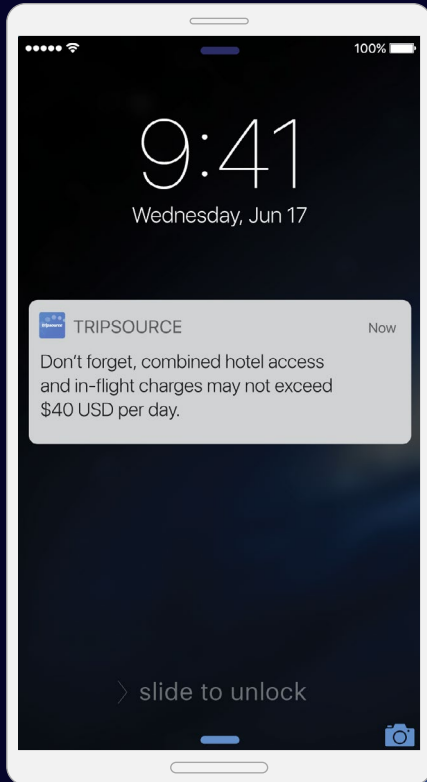 100%
9:41
Wednesday, Jun 17
TRIPSOURCE
Now
Don't forget, combined hotel access
and in-flight charges may not exceed
$40 USD per day.
> slide to unlock